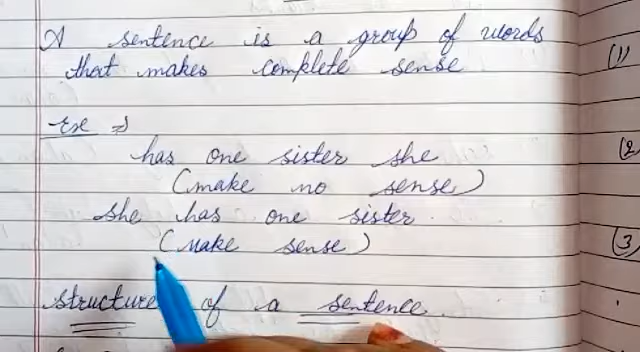 A sentence is a group of words
that makes complete sense
Ex ⇒
has one sister she
(make no sense)
she has one sister.
(Make sense)
structure of a sentence.
(1)
(2
(3)